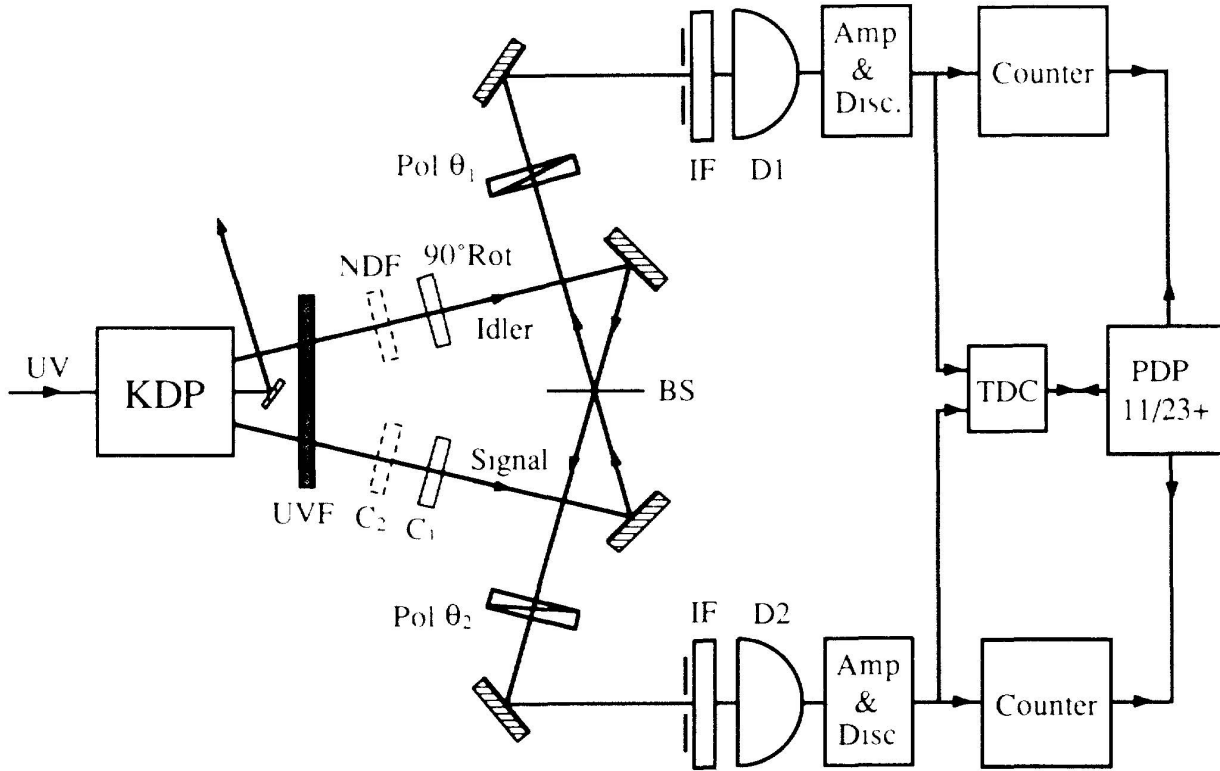 Amp
&
Disc.
Counter
IF
D1
Pol θ₁
90°Rot
NDF
Idler
UV
KDP
BS
TDC
PDP
11/23+
Signal
UVF
C₂
C₁
Pol θ₂
IF
D2
Amp
&
Disc
Counter